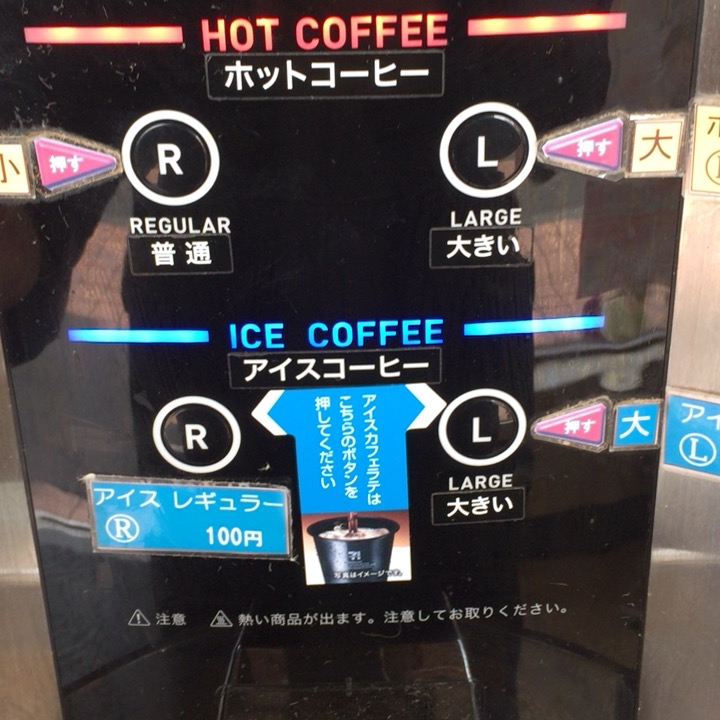 HOT COFFEE
ホットコーヒー
小
押す
R
L
押す
大
REGULAR
普通
LARGE
大きい
ICE COFFEE
アイスコーヒー
R
アイスカフェラテは
こちらのボタンを
押してください
L
押す
大
アイ
Ⓛ
LARGE
大きい
アイス レギュラー
Ⓡ 100円
写真はイメージです。
注意 熱い商品が出ます。注意してお取りください。